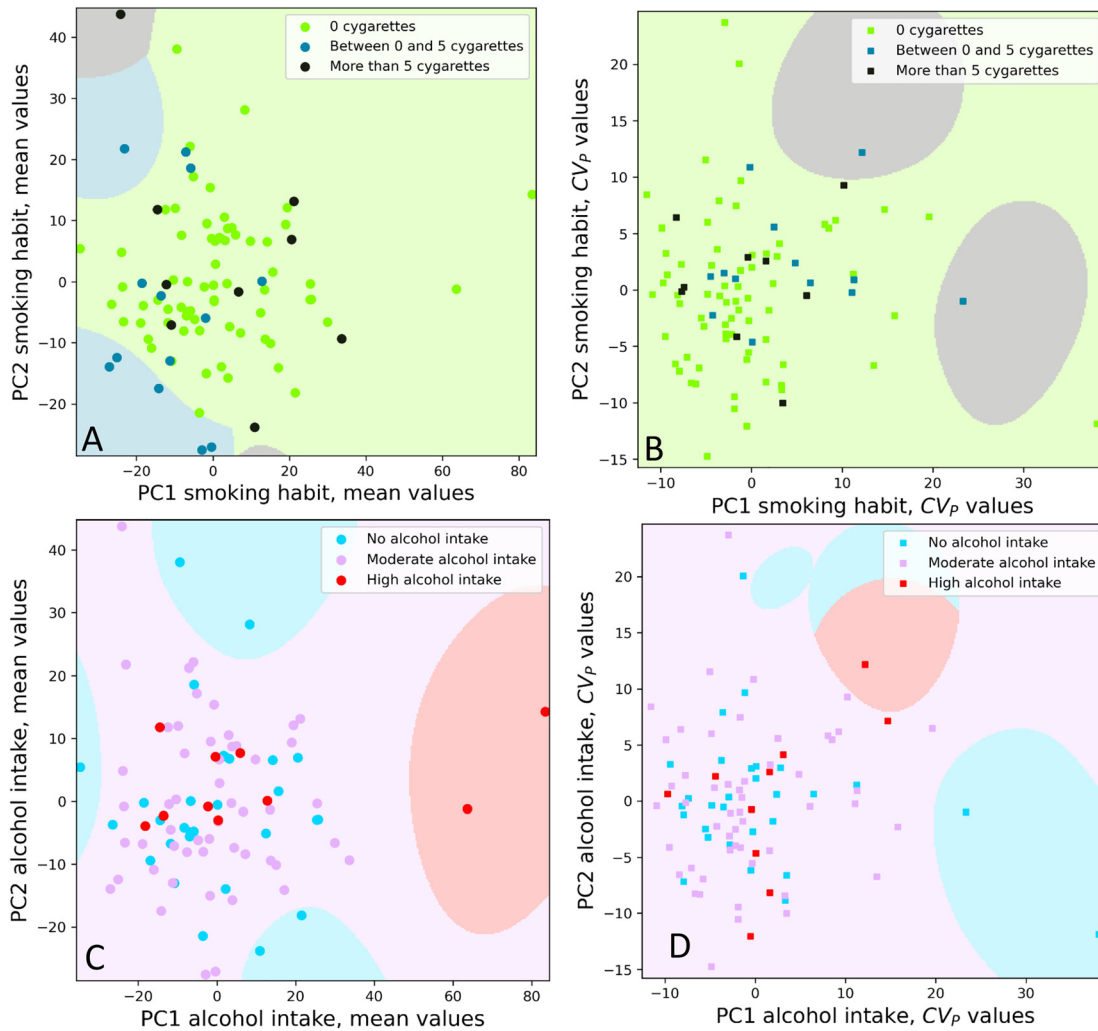 40
30
20
10
0
−10
−20
−20
0
20
40
60
80
PC2 smoking habit, mean values
PC1 smoking habit, mean values
0 cygarettes
Between 0 and 5 cygarettes
More than 5 cygarettes
A
20
15
10
5
0
−5
−10
−15
−10
0
10
20
30
PC2 smoking habit, CVP values
PC1 smoking habit, CVP values
0 cygarettes
Between 0 and 5 cygarettes
More than 5 cygarettes
B
40
30
20
10
0
−10
−20
−20
0
20
40
60
80
PC2 alcohol intake, mean values
PC1 alcohol intake, mean values
No alcohol intake
Moderate alcohol intake
High alcohol intake
C
20
15
10
5
0
−5
−10
−15
−10
0
10
20
30
PC2 alcohol intake, CVP values
PC1 alcohol intake, CVP values
No alcohol intake
Moderate alcohol intake
High alcohol intake
D